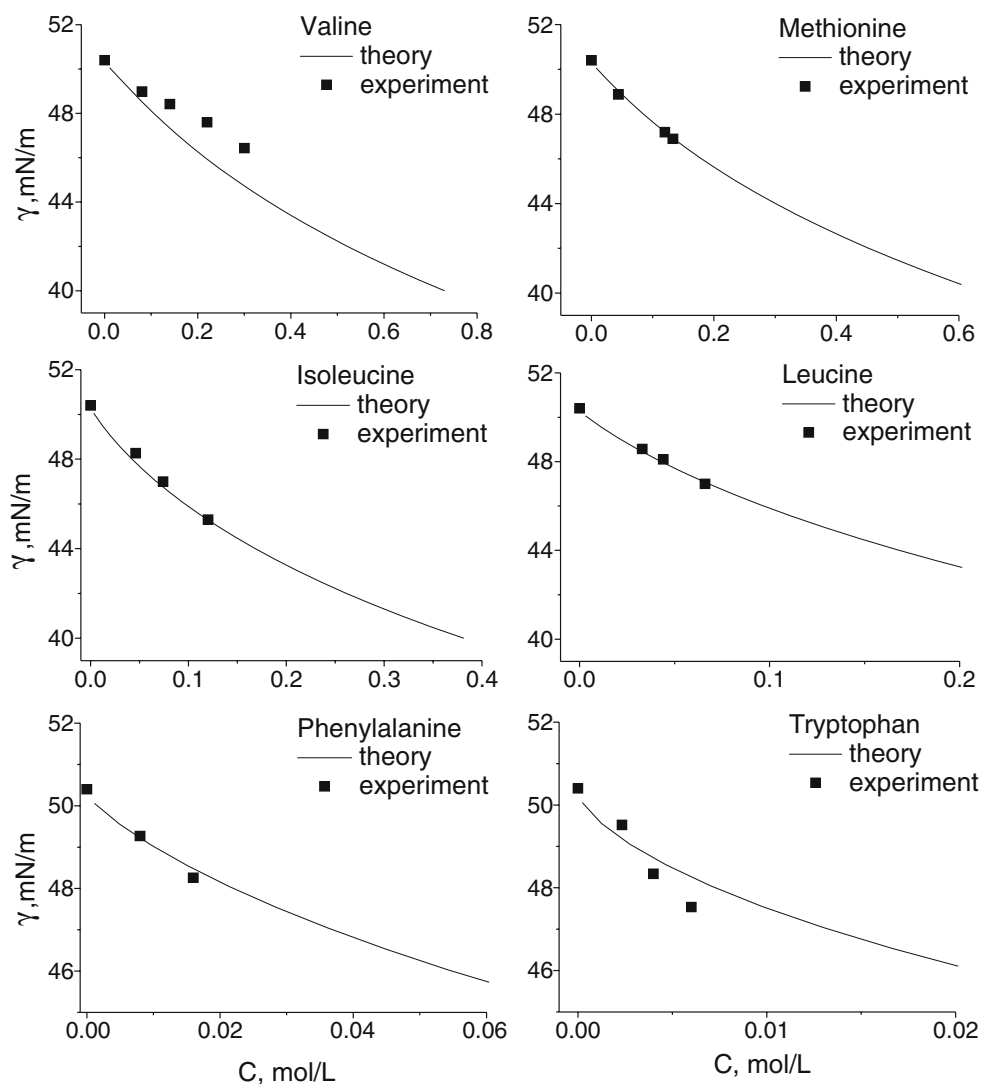 Valine
theory
experiment
52
48
44
40
γ ,mN/m
0.0 0.2 0.4 0.6 0.8
Methionine
theory
experiment
52
48
44
40
0.0 0.2 0.4 0.6
Isoleucine
theory
experiment
52
48
44
40
γ ,mN/m
0.0 0.1 0.2 0.3 0.4
Leucine
theory
experiment
52
48
44
40
0.0 0.1 0.2
Phenylalanine
theory
experiment
52
50
48
46
γ ,mN/m
0.00 0.02 0.04 0.06
C, mol/L
Tryptophan
theory
experiment
52
50
48
46
0.00 0.01 0.02
C, mol/L